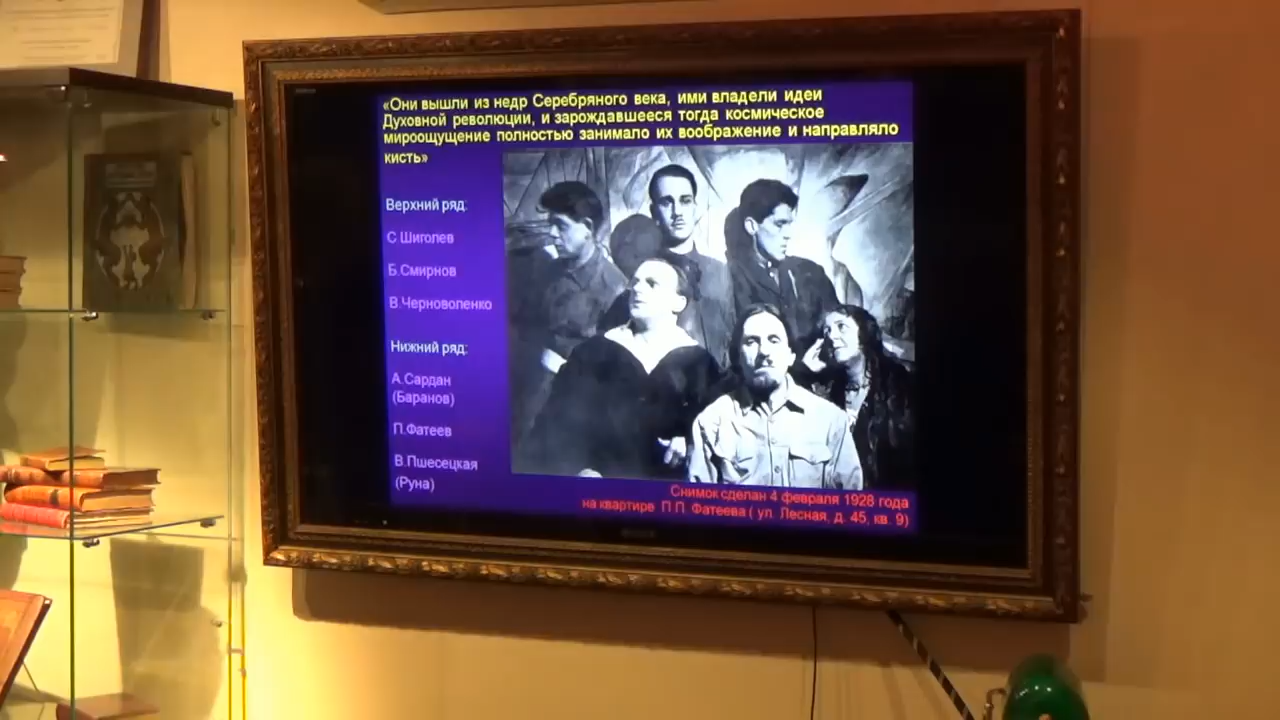 «Они вышли из недр Серебряного века, ими владели идеи
Духовной революции, и зарождавшееся тогда космическое
мироощущение полностью занимало их воображение и направляло
кисть»
Верхний ряд:
С.Шиголев
Б.Смирнов
В.Черноволенко
Нижний ряд:
А.Сардан
(Баранов)
П.Фатеев
В.Пшесецкая
(Руна)
Снимок сделан 4 февраля 1928 года
на квартире П.П. Фатеева ( ул. Лесная, д. 45, кв. 9)